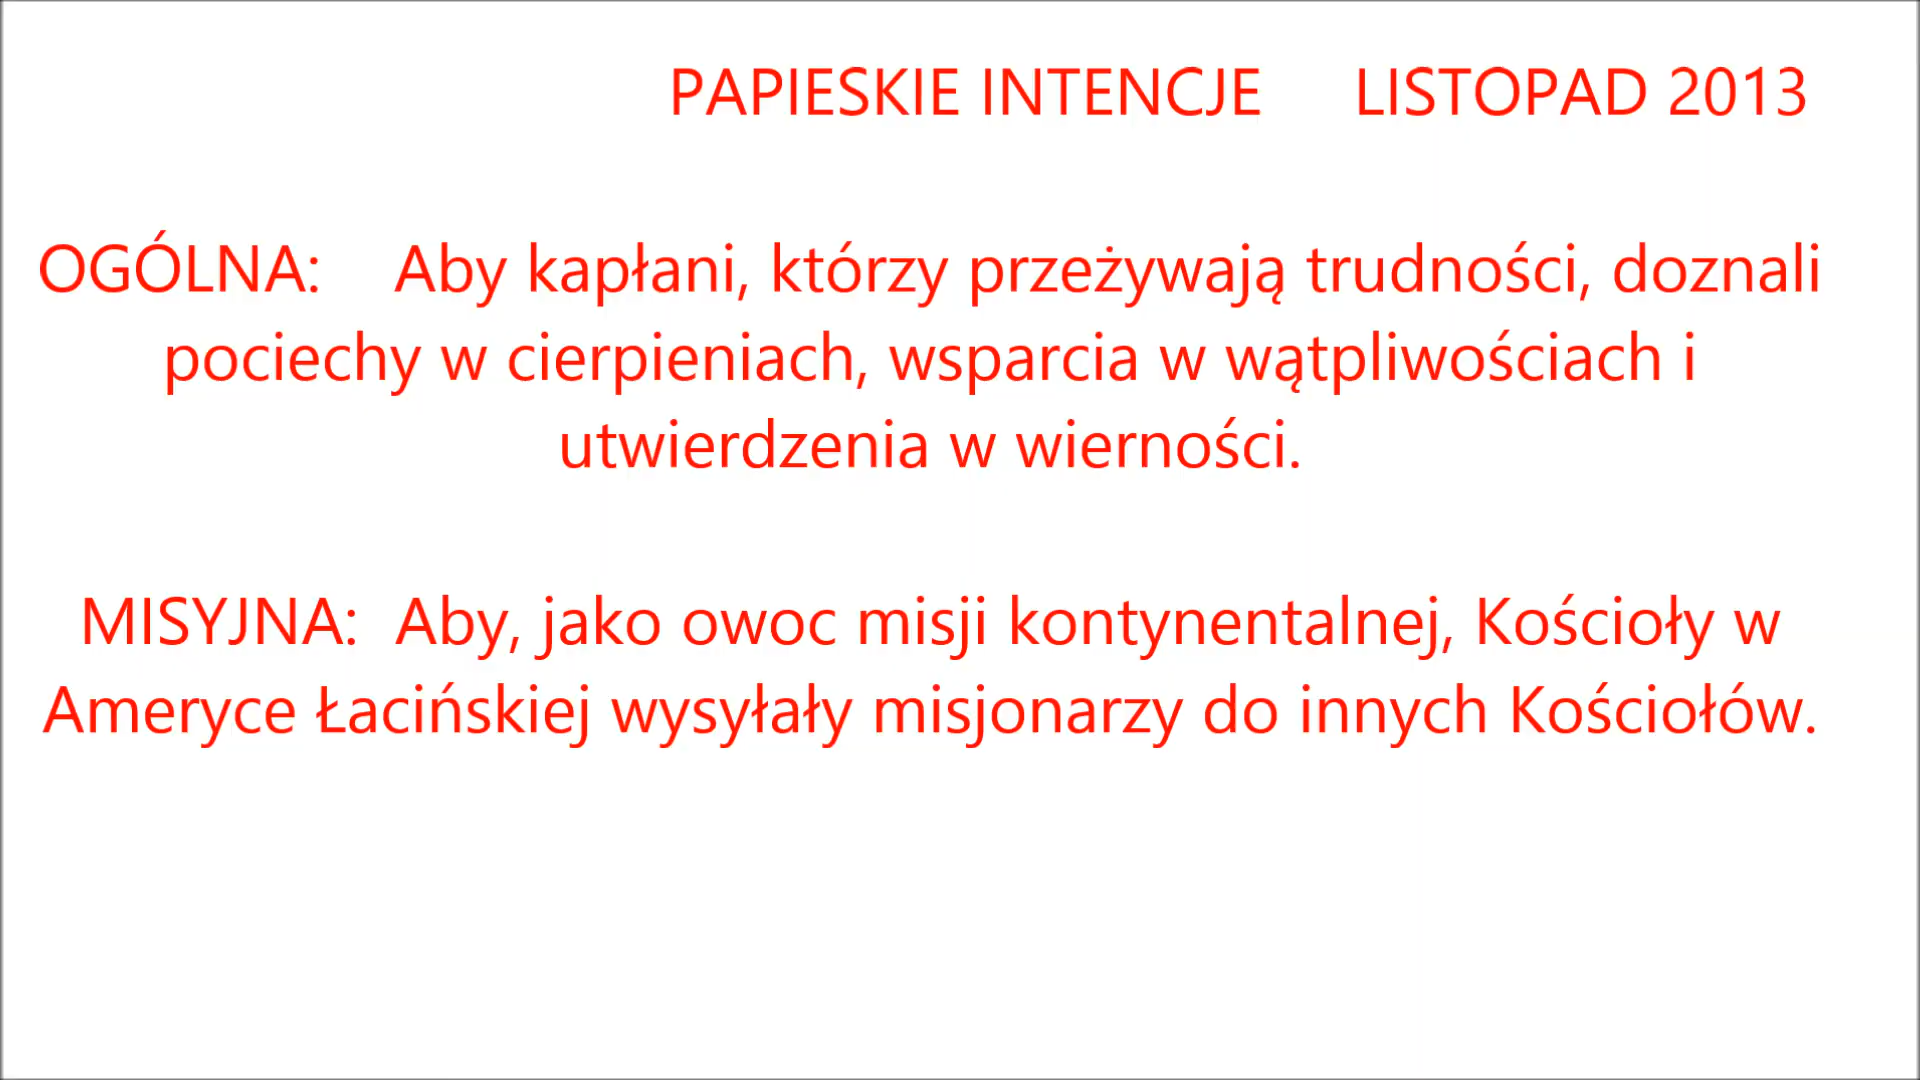 PAPIESKIE INTENCJE LISTOPAD 2013
OGÓLNA: Aby kapłani, którzy przeżywają trudności, doznali
pociechy w cierpieniach, wsparcia w wątpliwościach i
utwierdzenia w wierności.
MISYJNA: Aby, jako owoc misji kontynentalnej, Kościoły w
Ameryce Łacińskiej wysyłały misjonarzy do innych Kościołów.